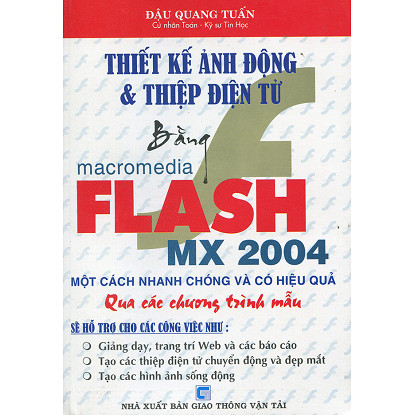 ĐẬU QUANG TUẤN
Cử nhân Toán - Kỹ sư Tin Học
THIẾT KẾ ẢNH ĐỘNG
& THIỆP ĐIỆN TỬ
Bằng
macromedia
FLASH
MX 2004
MỘT CÁCH NHANH CHÓNG VÀ CÓ HIỆU QUẢ
Qua các chương trình mẫu
SẼ HỖ TRỢ CHO CÁC CÔNG VIỆC NHƯ :
Giảng dạy, trang trí Web và các báo cáo
Tạo các thiệp điện tử chuyển động và đẹp mắt
Tạo các hình ảnh sống động
NHÀ XUẤT BẢN GIAO THÔNG VẬN TẢI